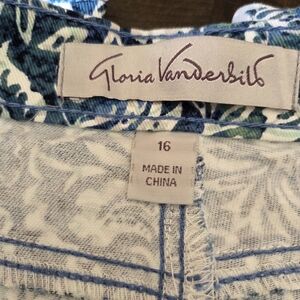 Gloria Vanderbilt
16
MADE IN
CHINA